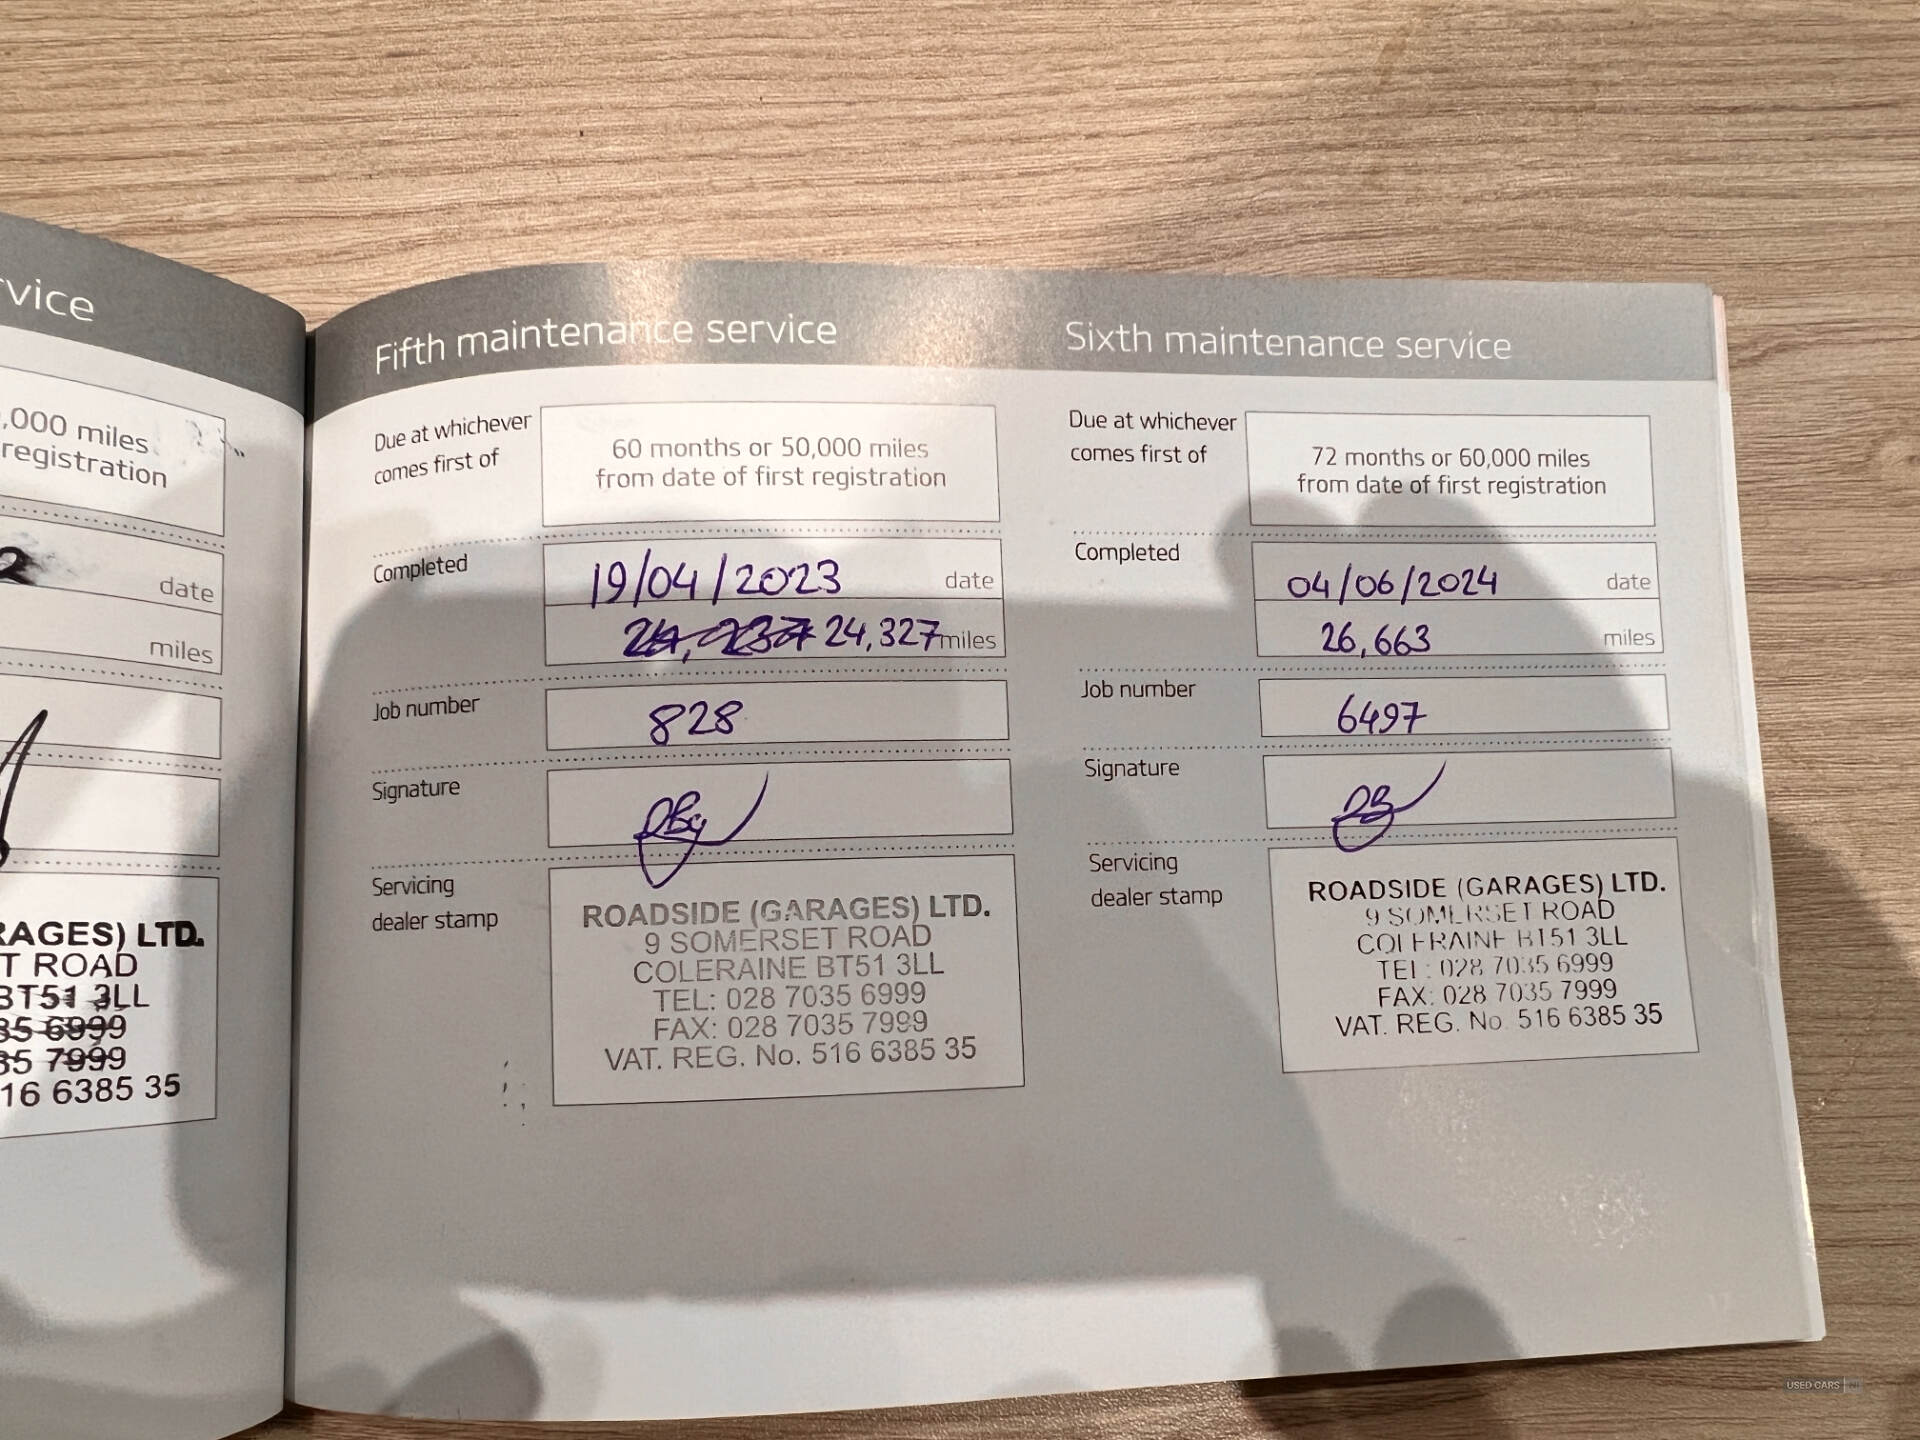 rvice
,000 miles
registration
2 date
miles
RAGES) LTD.
T ROAD
BT51 3LL
35 6999
35 7999
16 6385 35
Fifth maintenance service
Due at whichever
comes first of
60 months or 50,000 miles
from date of first registration
Completed
19/04/2023 date
24,327 miles
Job number
828
Signature
Servicing
dealer stamp
ROADSIDE (GARAGES) LTD.
9 SOMERSET ROAD
COLERAINE BT51 3LL
TEL: 028 7035 6999
FAX: 028 7035 7999
VAT. REG. No. 516 6385 35
Sixth maintenance service
Due at whichever
comes first of
72 months or 60,000 miles
from date of first registration
Completed
04/06/2024 date
26,663 miles
Job number
6497
Signature
Servicing
dealer stamp
ROADSIDE (GARAGES) LTD.
9 SOMERSET ROAD
COLERAINE BT51 3LL
TEL: 028 7035 6999
FAX: 028 7035 7999
VAT. REG. No. 516 6385 35
17
USED CARS NI